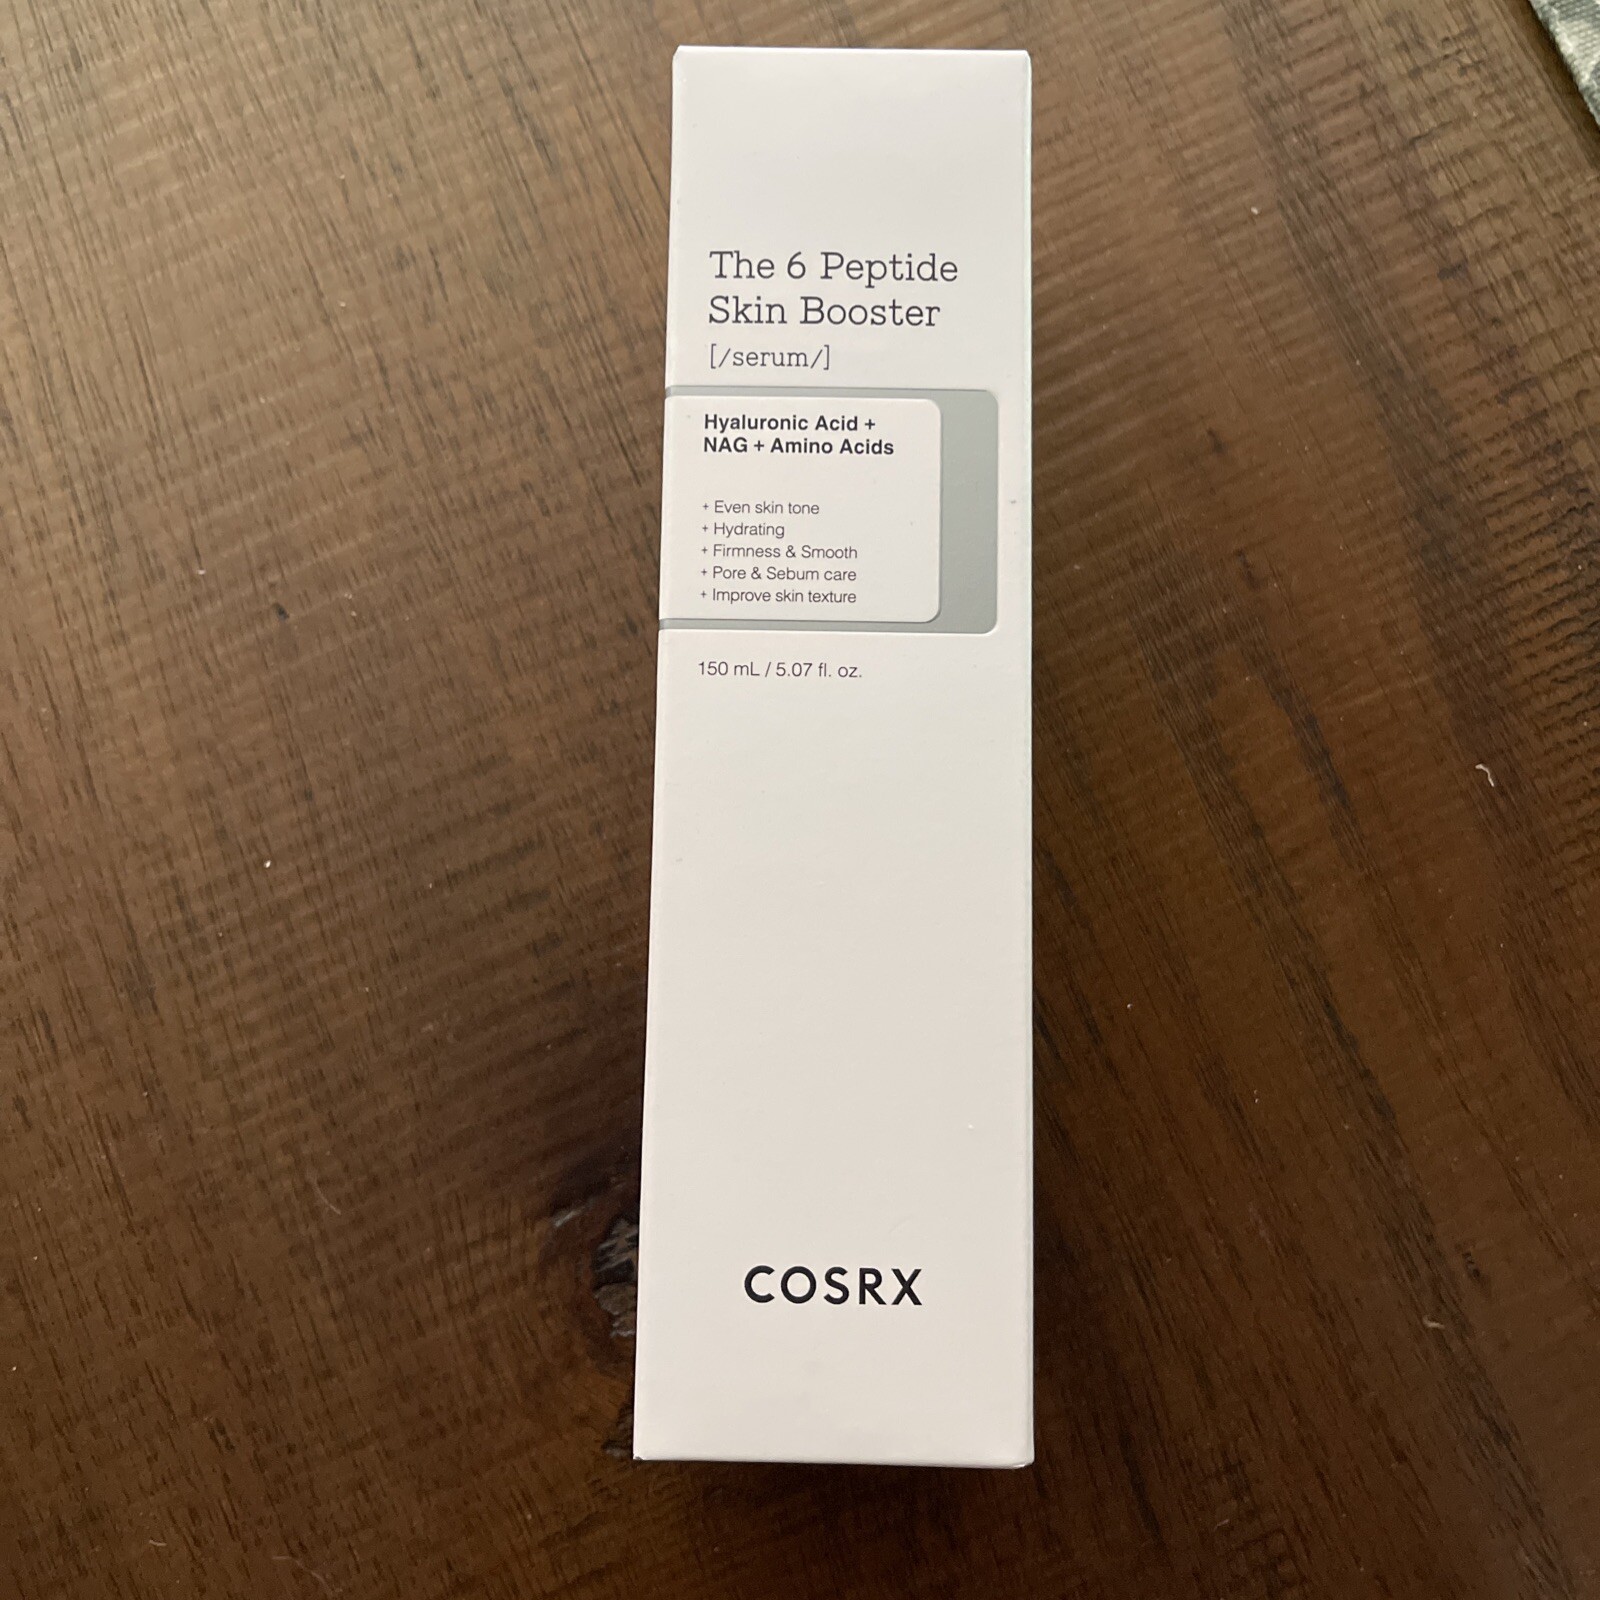 The 6 Peptide
Skin Booster
[/serum/]
Hyaluronic Acid +
NAG + Amino Acids
+ Even skin tone
+ Hydrating
+ Firmness & Smooth
+ Pore & Sebum care
+ Improve skin texture
150 mL / 5.07 fl. oz.
COSRX